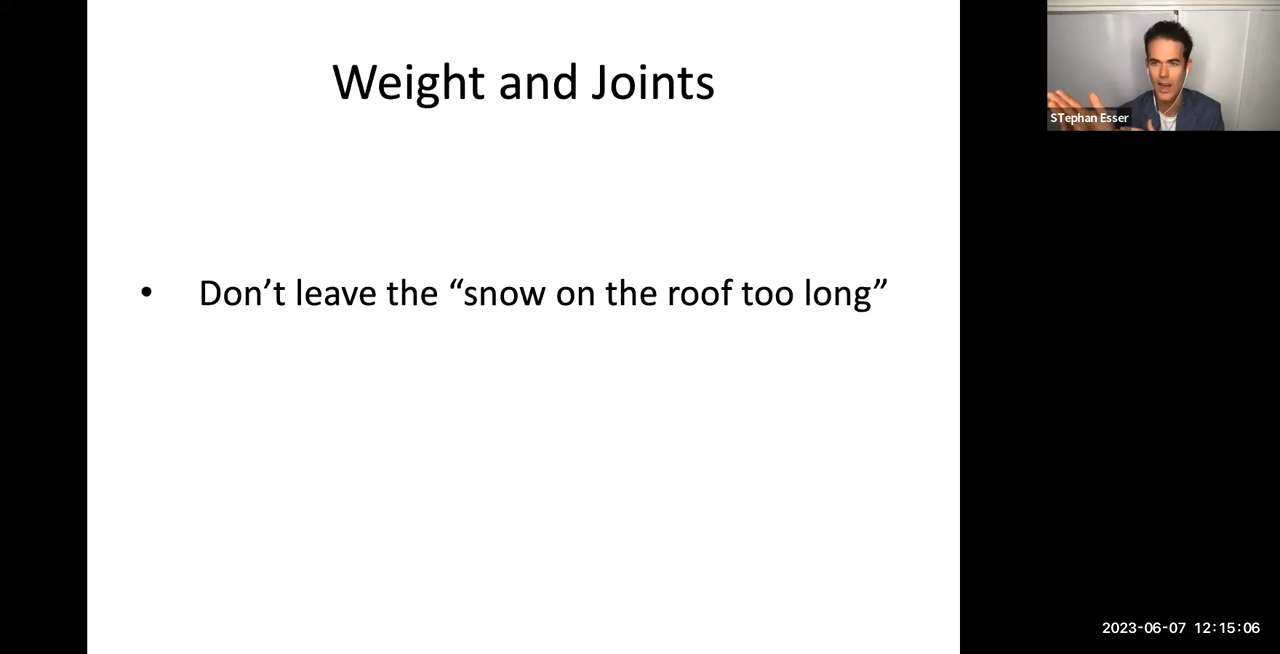 Weight and Joints
STephan Esser
• Don’t leave the “snow on the roof too long”
2023-06-07 12:15:06